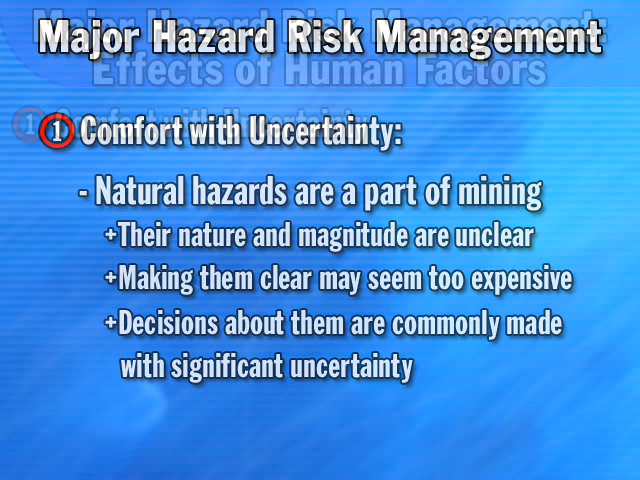 Major Hazard Risk Management
Effects of Human Factors
1 Comfort with Uncertainty:
- Natural hazards are a part of mining
+Their nature and magnitude are unclear
+Making them clear may seem too expensive
+Decisions about them are commonly made
with significant uncertainty